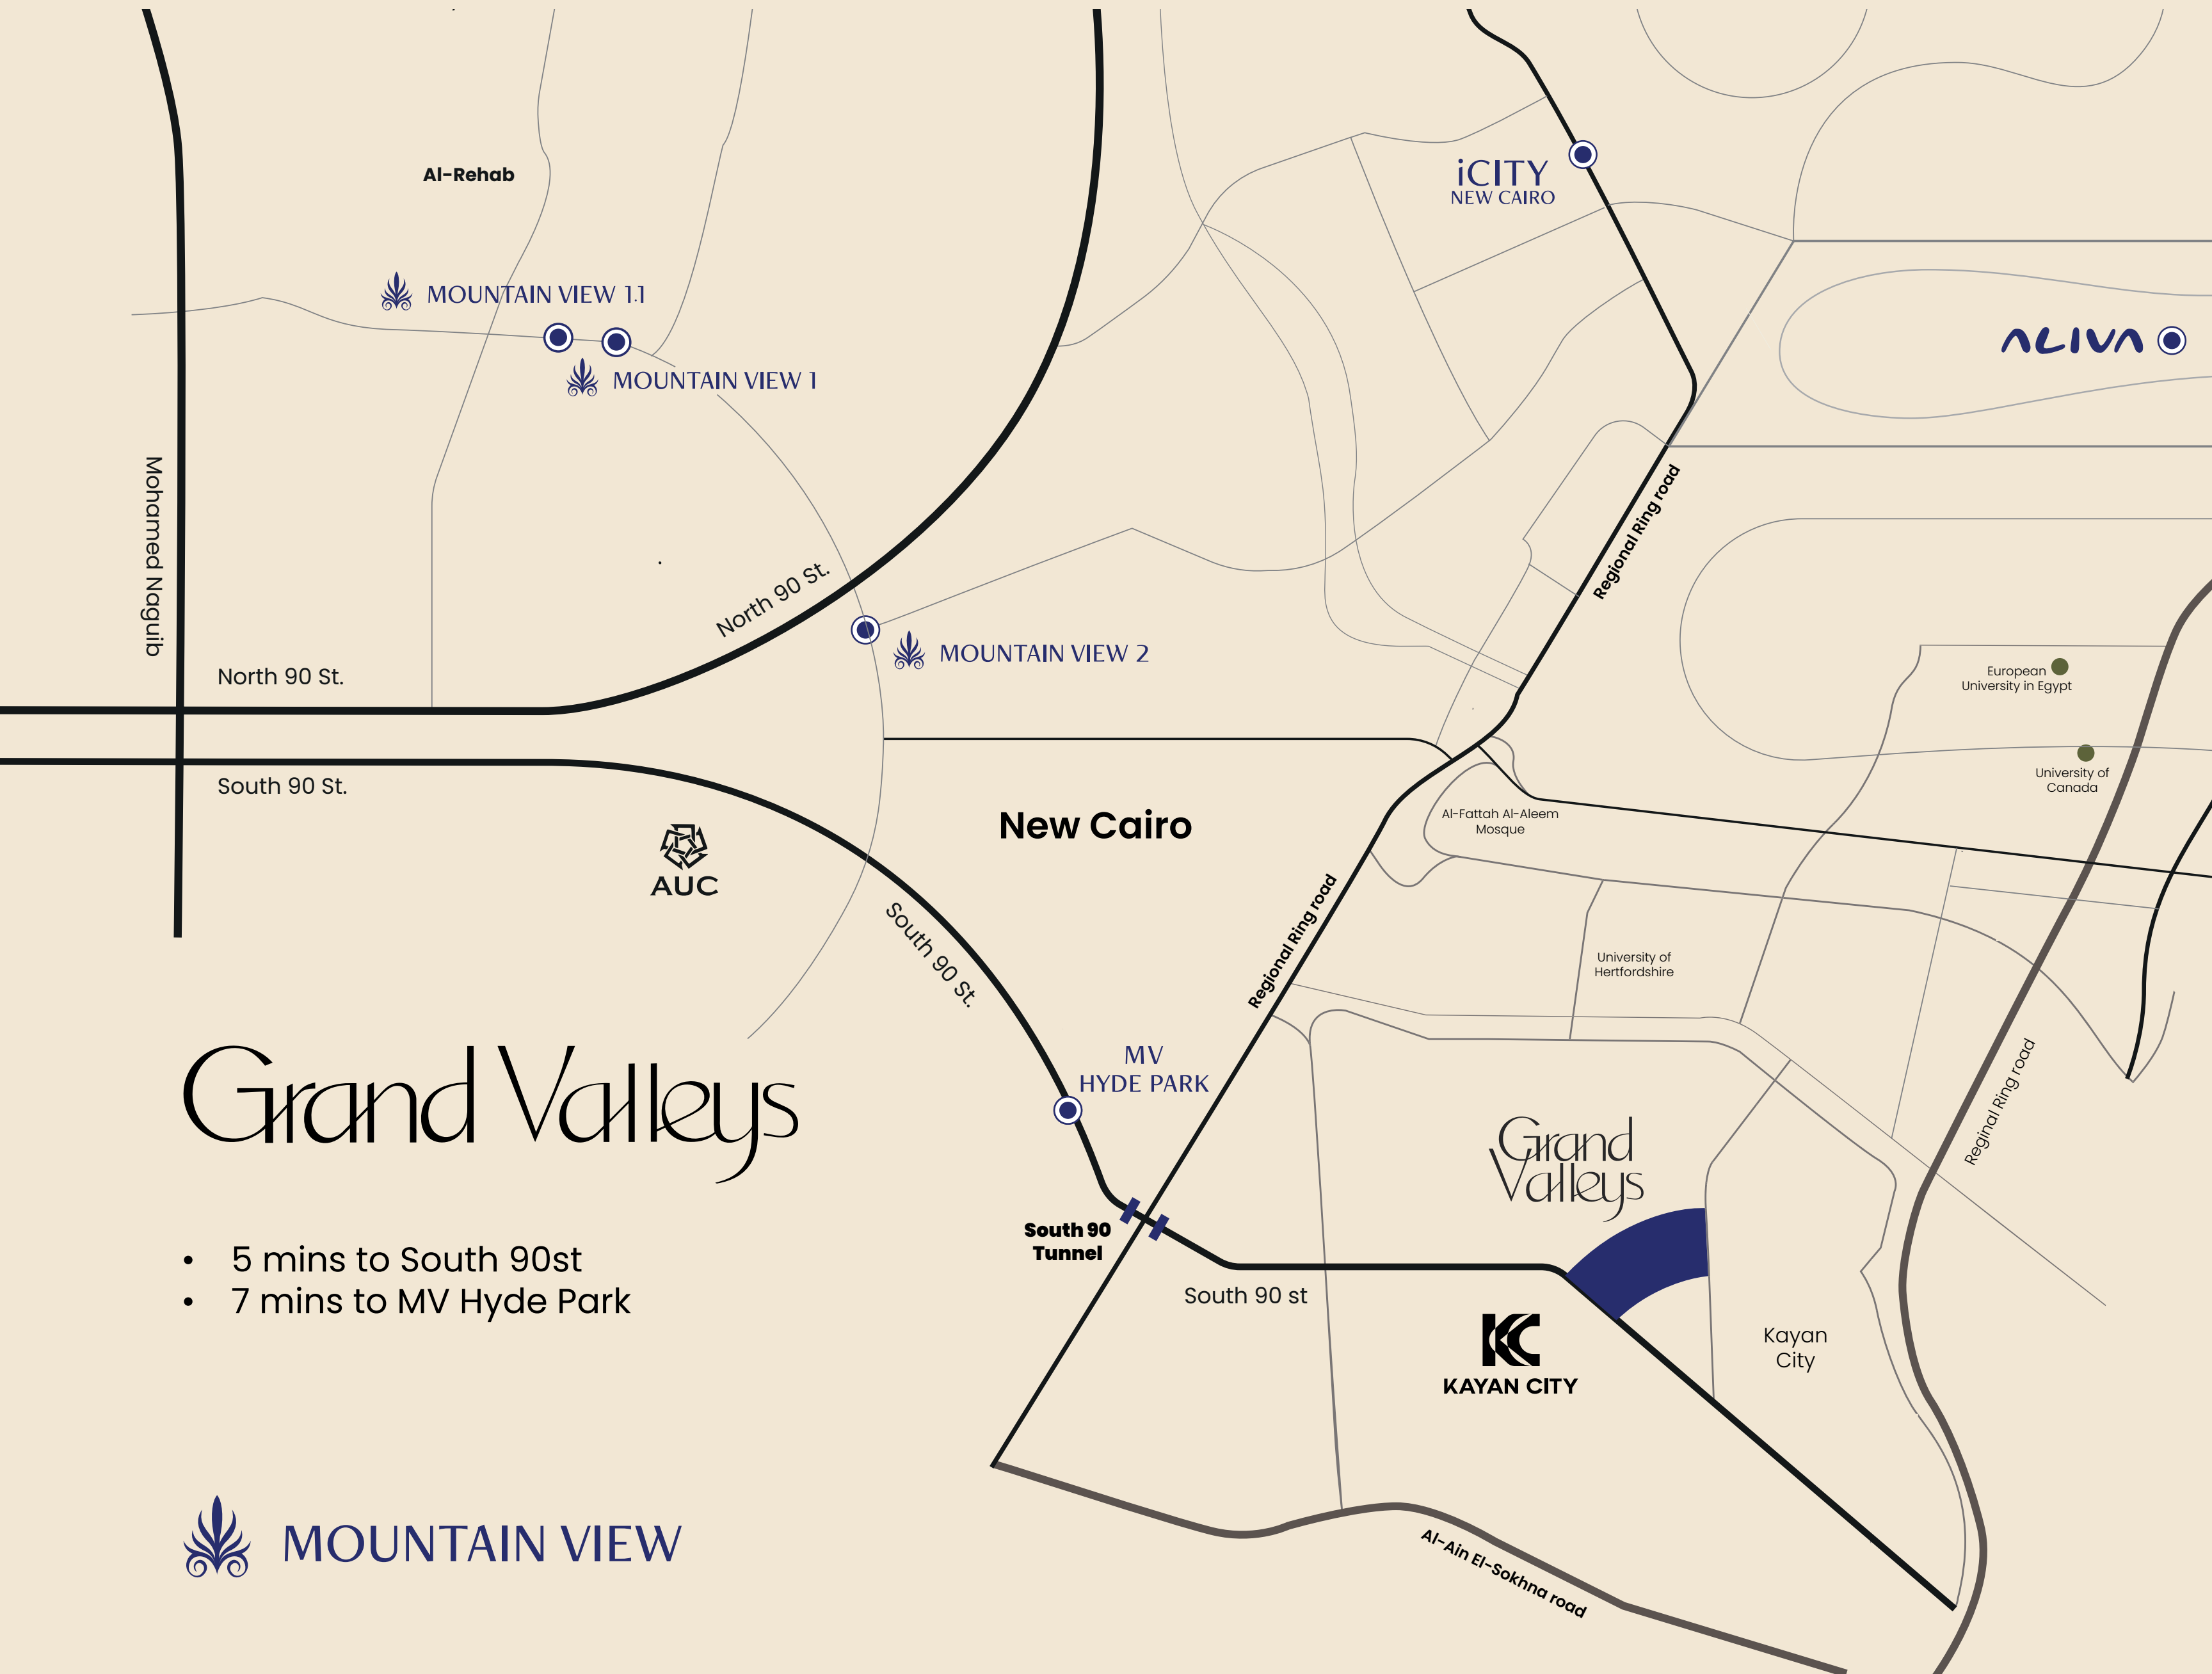 Al-Rehab
iCITY
NEW CAIRO
MOUNTAIN VIEW 1.1
ALIVA
MOUNTAIN VIEW 1
Mohamed Naguib
Regional Ring road
North 90 St.
MOUNTAIN VIEW 2
North 90 St.
European
University in Egypt
South 90 St.
University of
Canada
New Cairo
Al-Fattah Al-Aleem
Mosque
AUC
South 90 St.
Regional Ring road
University of
Hertfordshire
Grand Valleys
MV
HYDE PARK
Reginal Ring road
Grand
Valleys
South 90
Tunnel
5 mins to South 90st
7 mins to MV Hyde Park
South 90 st
KC
KAYAN CITY
Kayan
City
MOUNTAIN VIEW
Al-Ain El-Sokhna road